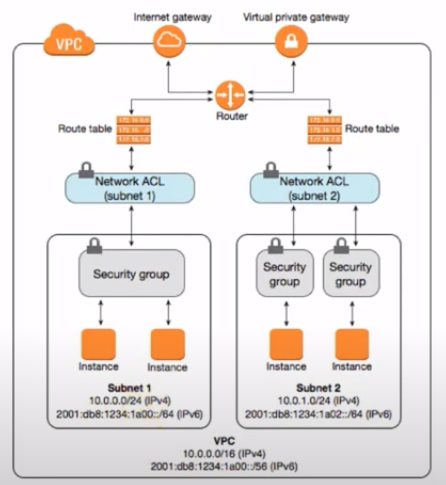 Internet gateway
Virtual private gateway
VPC
Router
Route table
Route table
Network ACL
(subnet 1)
Network ACL
(subnet 2)
Security group
Security
group
Security
group
Instance
Instance
Instance
Instance
Subnet 1
10.0.0.0/24 (IPv4)
2001:db8:1234:1a00::/64 (IPv6)
Subnet 2
10.0.1.0/24 (IPv4)
2001:db8:1234:1a02::/64 (IPv6)
VPC
10.0.0.0/16 (IPv4)
2001:db8:1234:1a00::/56 (IPv6)